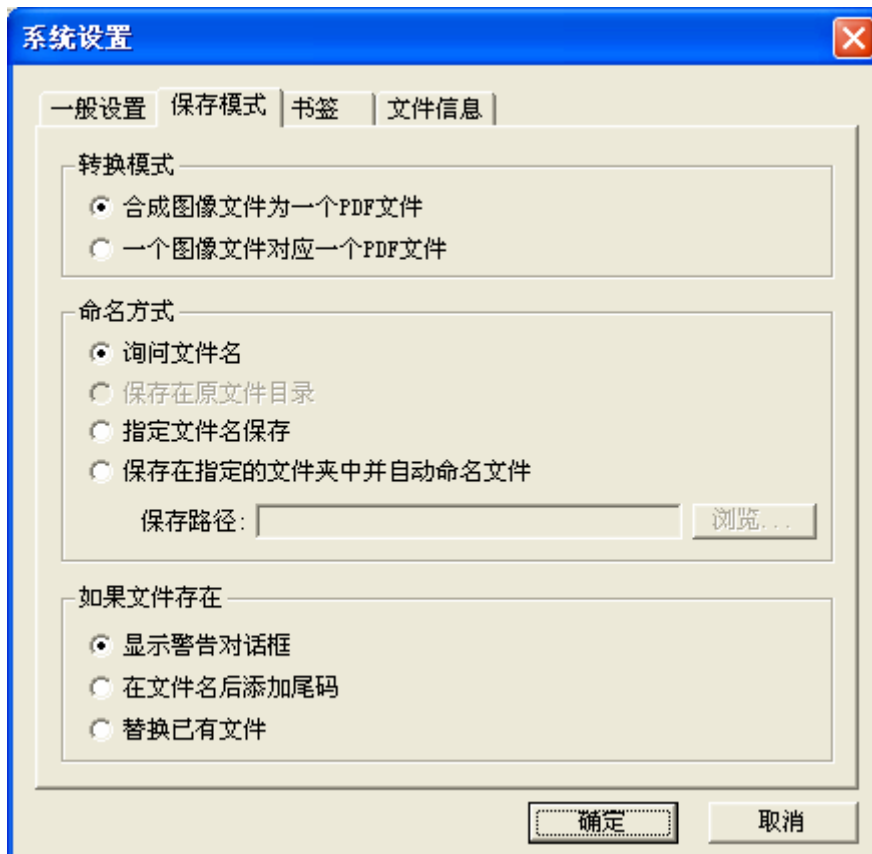 系统设置
一般设置 保存模式 书签 文件信息
转换模式
合成图像文件为一个PDF文件
一个图像文件对应一个PDF文件
命名方式
询问文件名
保存在原文件目录
指定文件名保存
保存在指定的文件夹中并自动命名文件
保存路径: 浏览...
如果文件存在
显示警告对话框
在文件名后添加尾码
替换已有文件
确定 取消